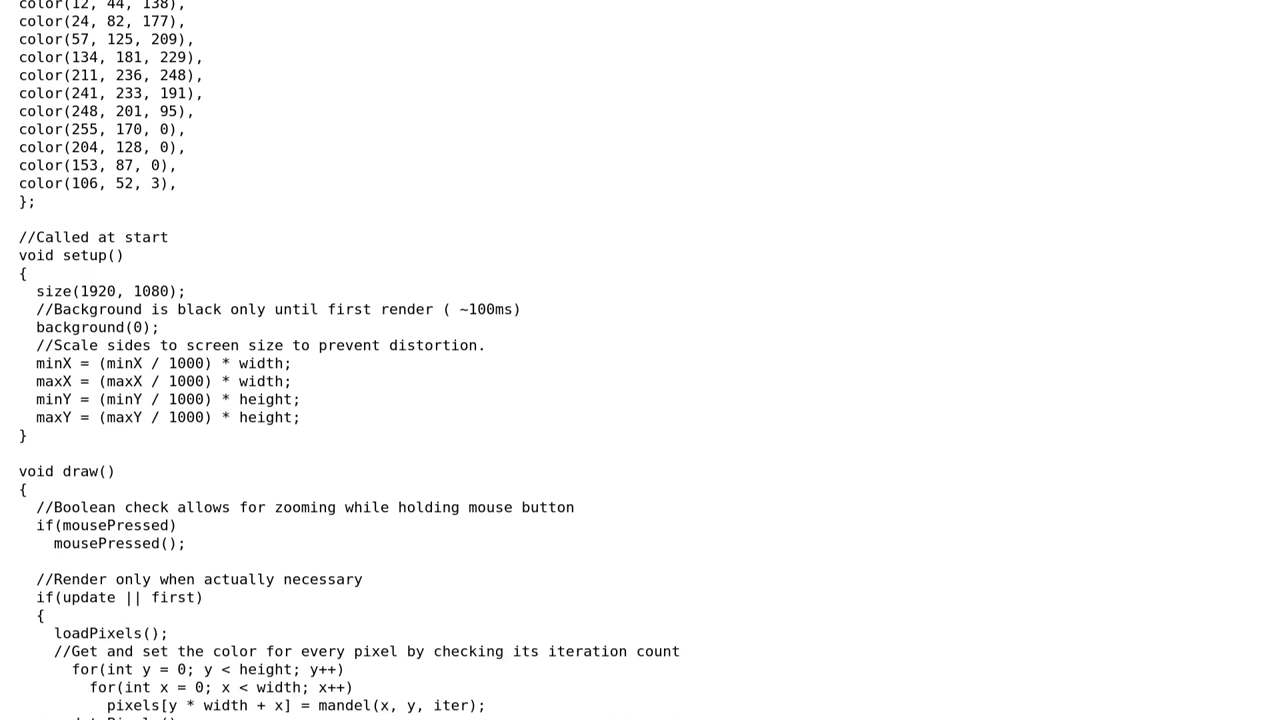 color(12, 44, 138),
color(24, 82, 177),
color(57, 125, 209),
color(134, 181, 229),
color(211, 236, 248),
color(241, 233, 191),
color(248, 201, 95),
color(255, 170, 0),
color(204, 128, 0),
color(153, 87, 0),
color(106, 52, 3),
};

//Called at start
void setup()
{
  size(1920, 1080);
  //Background is black only until first render ( ~100ms)
  background(0);
  //Scale sides to screen size to prevent distortion.
  minX = (minX / 1000) * width;
  maxX = (maxX / 1000) * width;
  minY = (minY / 1000) * height;
  maxY = (maxY / 1000) * height;
}

void draw()
{
  //Boolean check allows for zooming while holding mouse button
  if(mousePressed)
    mousePressed();

  //Render only when actually necessary
  if(update || first)
  {
    loadPixels();
    //Get and set the color for every pixel by checking its iteration count
      for(int y = 0; y < height; y++)
        for(int x = 0; x < width; x++)
          pixels[y * width + x] = mandel(x, y, iter);